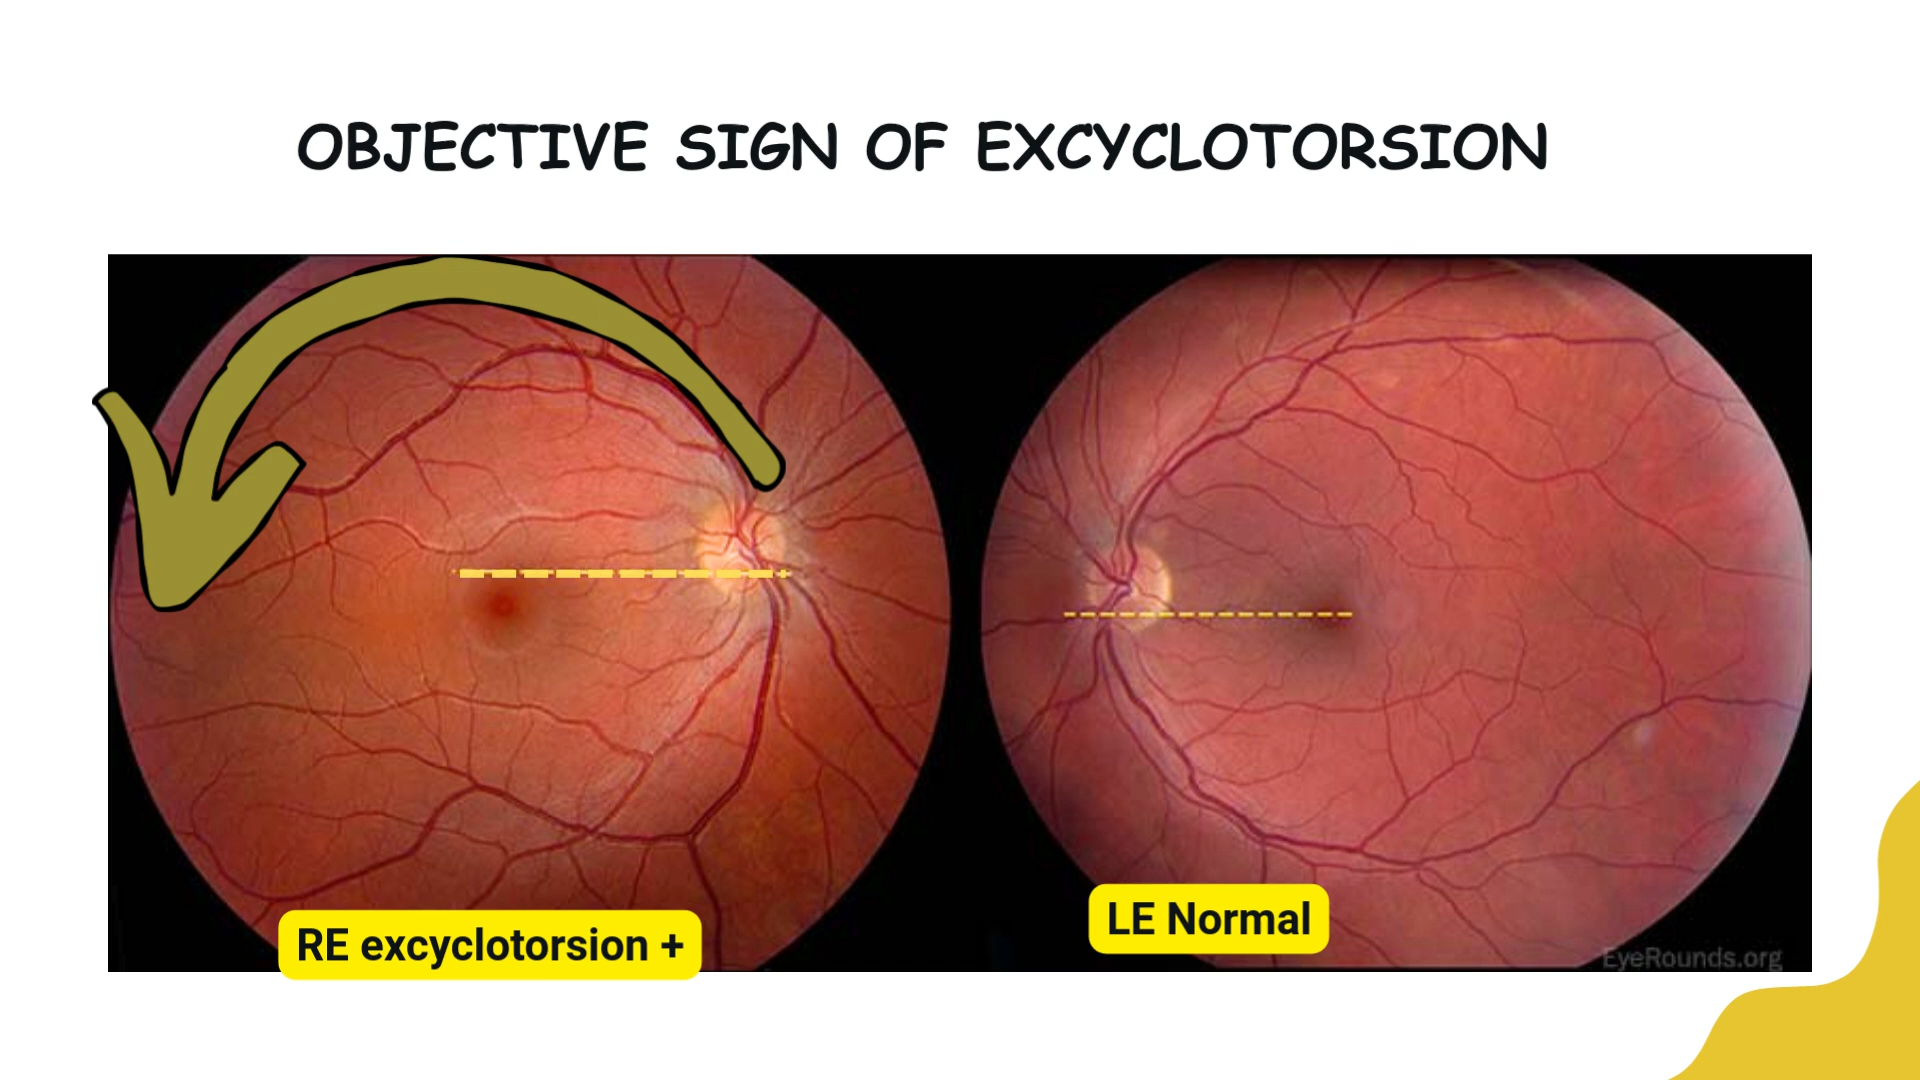 OBJECTIVE SIGN OF EXCYCLOTORSION
RE excyclotorsion +
LE Normal
EyeRounds.org